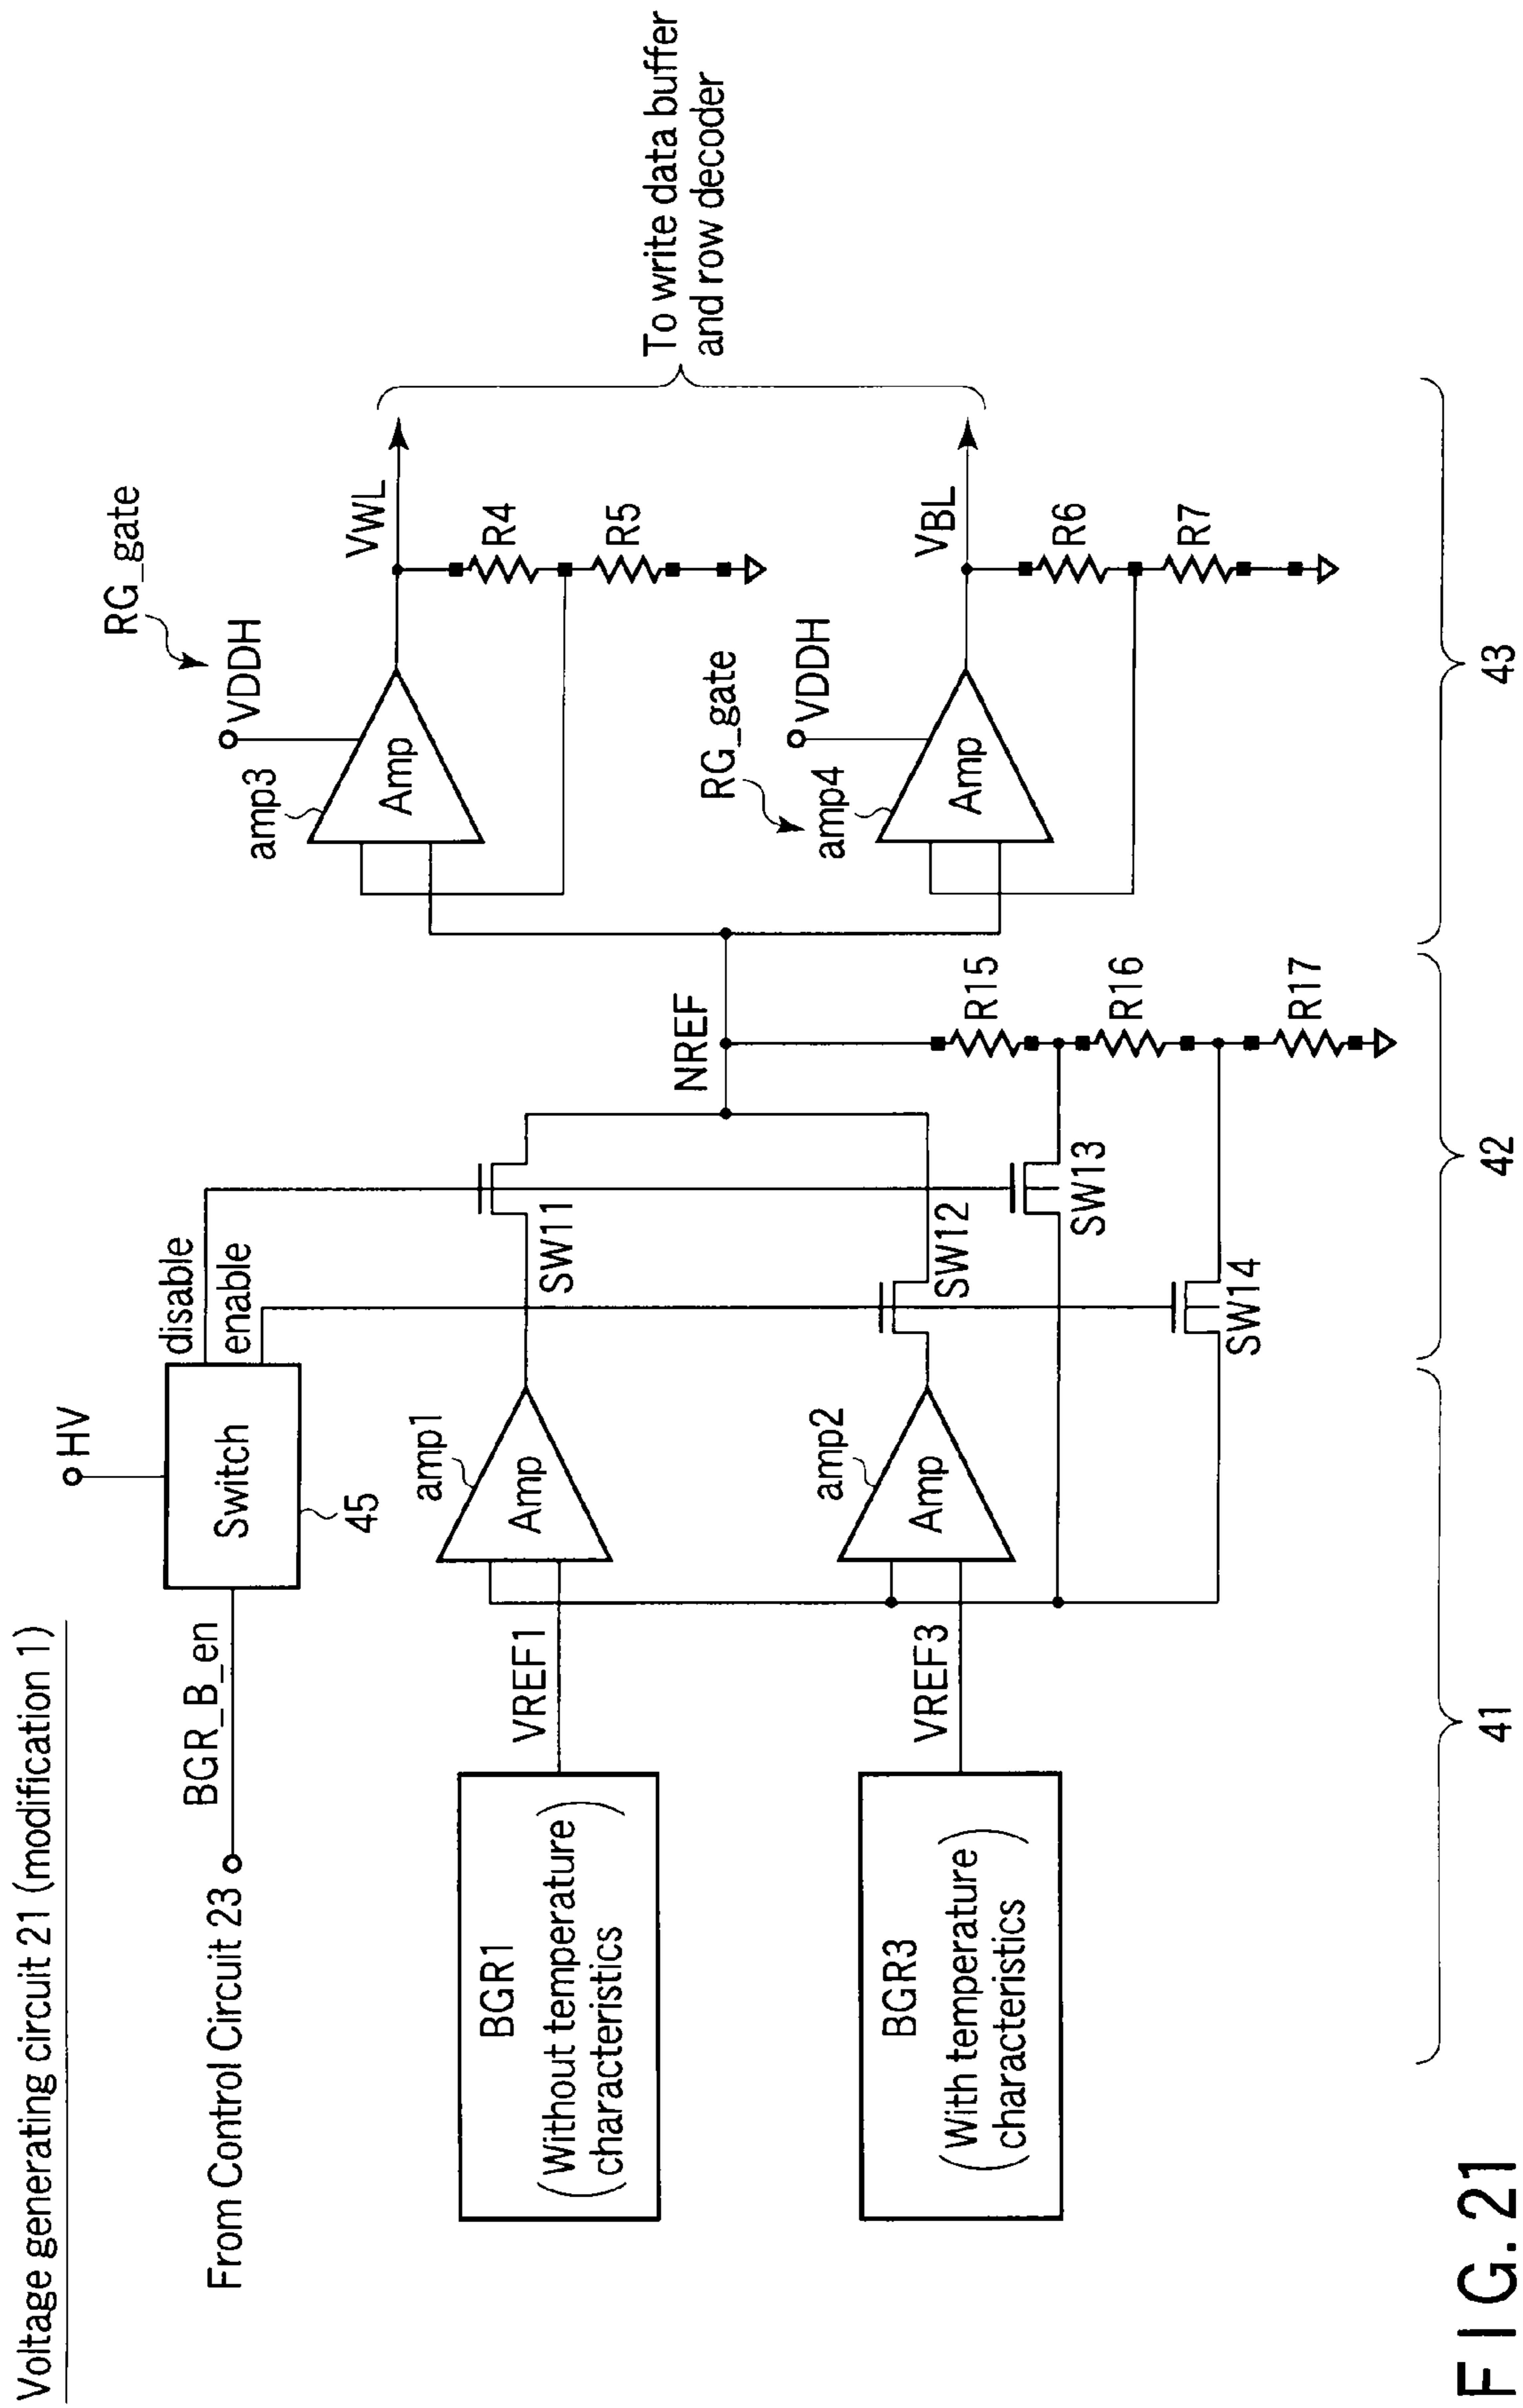 Voltage generating circuit 21 (modification 1)
HV
BGR_B_en
From Control Circuit 23
Switch
45
disable
enable
BGR1
(Without temperature
characteristics)
VREF1
amp1
Amp
SW11
BGR3
(With temperature
characteristics)
VREF3
amp2
Amp
SW12
SW13
SW14
NREF
R15
R16
R17
RG_gate
VDDH
amp3
Amp
VWL
R4
R5
RG_gate
VDDH
amp4
Amp
VBL
R6
R7
To write data buffer
and row decoder
41
42
43
FIG. 21